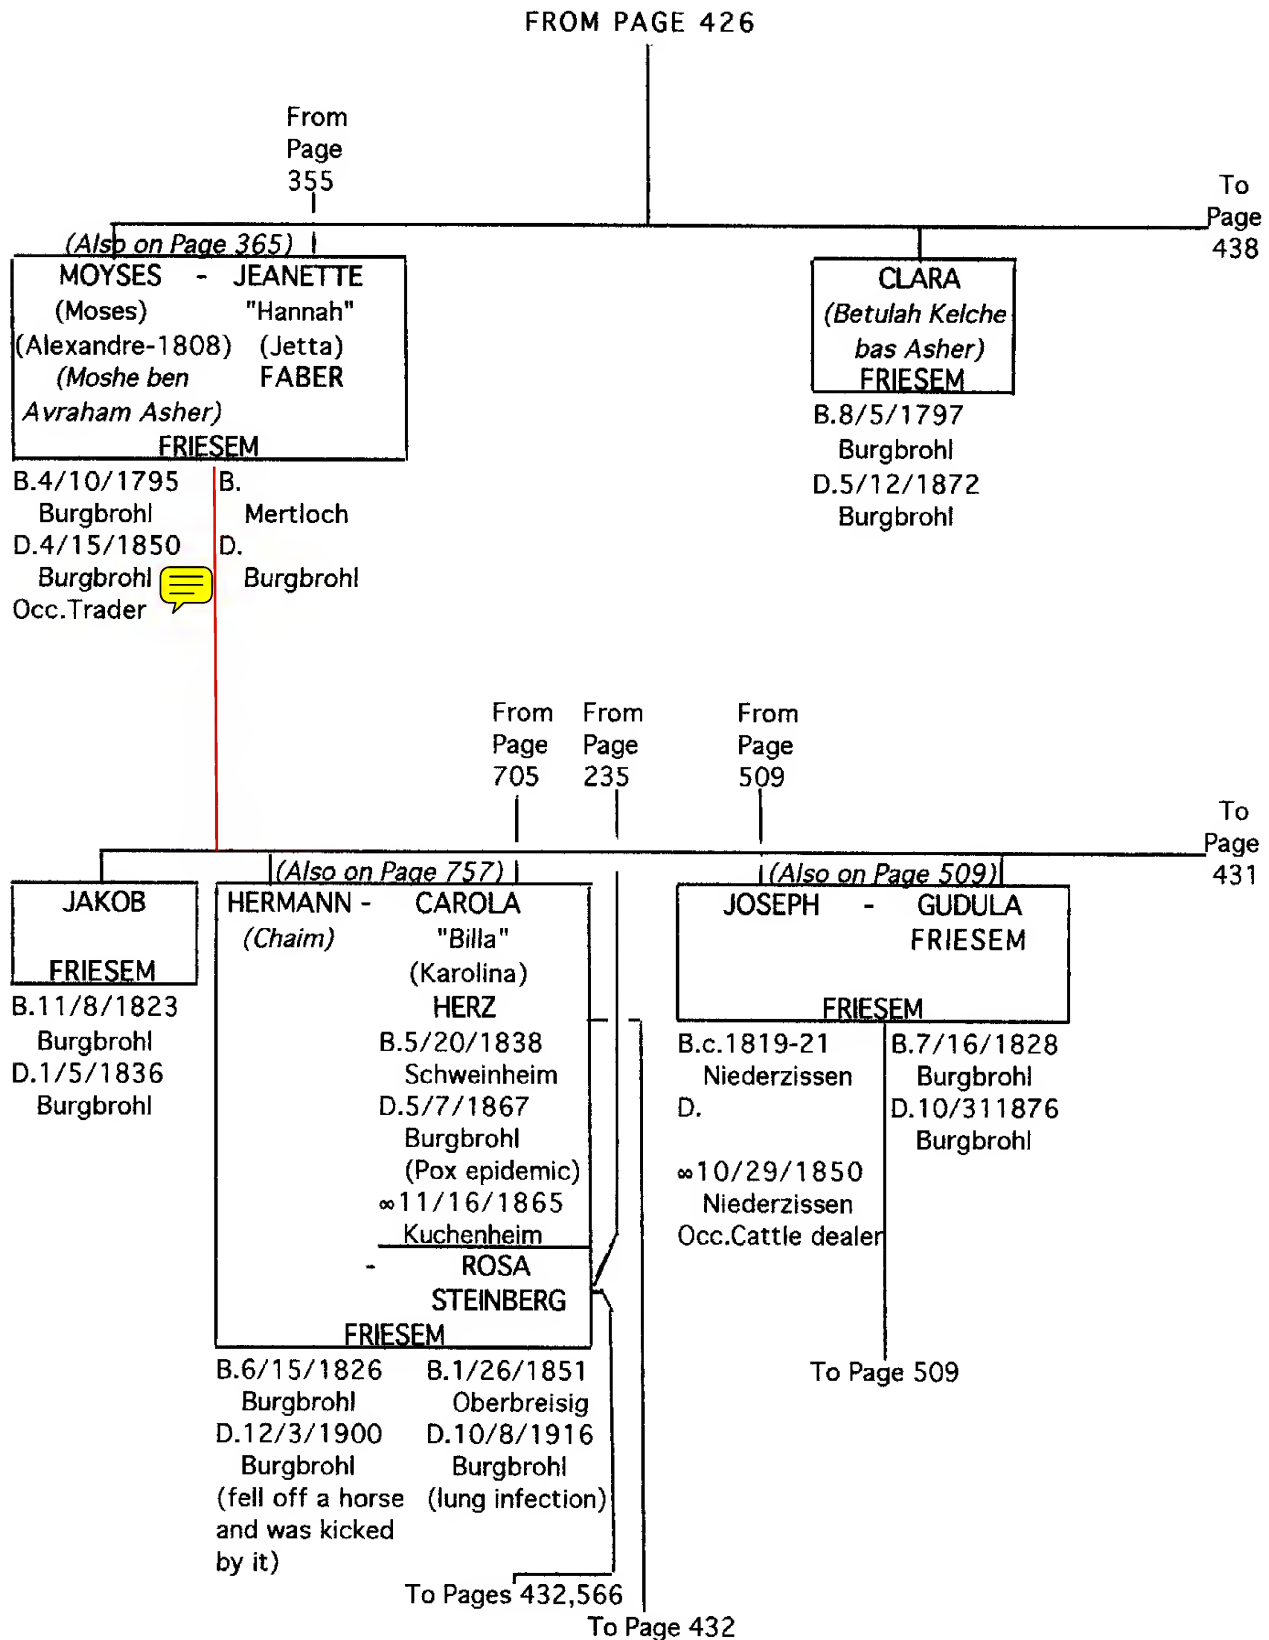 FROM PAGE 426
From
Page
355
To
Page
438
(Also on Page 365)
MOYSES - JEANETTE
(Moses) "Hannah"
(Alexandre-1808) (Jetta)
(Moshe ben FABER
Avraham Asher)
FRIESEM
B.4/10/1795 B.
Burgbrohl Mertloch
D.4/15/1850 D.
Burgbrohl Burgbrohl
Occ.Trader
CLARA
(Betulah Kelche
bas Asher)
FRIESEM
B.8/5/1797
Burgbrohl
D.5/12/1872
Burgbrohl
From From From
Page Page Page
705 235 509
To
Page
431
JAKOB
FRIESEM
B.11/8/1823
Burgbrohl
D.1/5/1836
Burgbrohl
(Also on Page 757)
HERMANN - CAROLA
(Chaim) "Billa"
(Karolina)
HERZ
B.5/20/1838
Schweinheim
D.5/7/1867
Burgbrohl
(Pox epidemic)
∞11/16/1865
Kuchenheim
- ROSA
STEINBERG
FRIESEM
B.6/15/1826 B.1/26/1851
Burgbrohl Oberbreisig
D.12/3/1900 D.10/8/1916
Burgbrohl Burgbrohl
(fell off a horse (lung infection)
and was kicked
by it)
To Pages 432,566
To Page 432
(Also on Page 509)
JOSEPH - GUDULA
FRIESEM
FRIESEM
B.c.1819-21 B.7/16/1828
Niederzissen Burgbrohl
D. D.10/311876
Burgbrohl
∞10/29/1850
Niederzissen
Occ.Cattle dealer
To Page 509